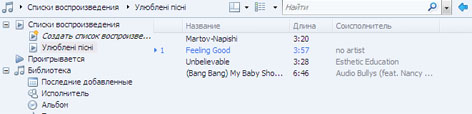 Списки воспроизведения ▸ Улюблені пісні ▸ Найти
Списки воспроизведения
Создать список воспроизве...
Улюблені пісні
Проигрывается
Библиотека
Последние добавленные
Исполнитель
Альбом
Название Длина Соисполнитель
Martov-Napishi 3:20
1 Feeling Good 3:57 no artist
Unbelievable 3:28 Esthetic Education
(Bang Bang) My Baby Sho... 6:46 Audio Bullys (feat. Nancy ...